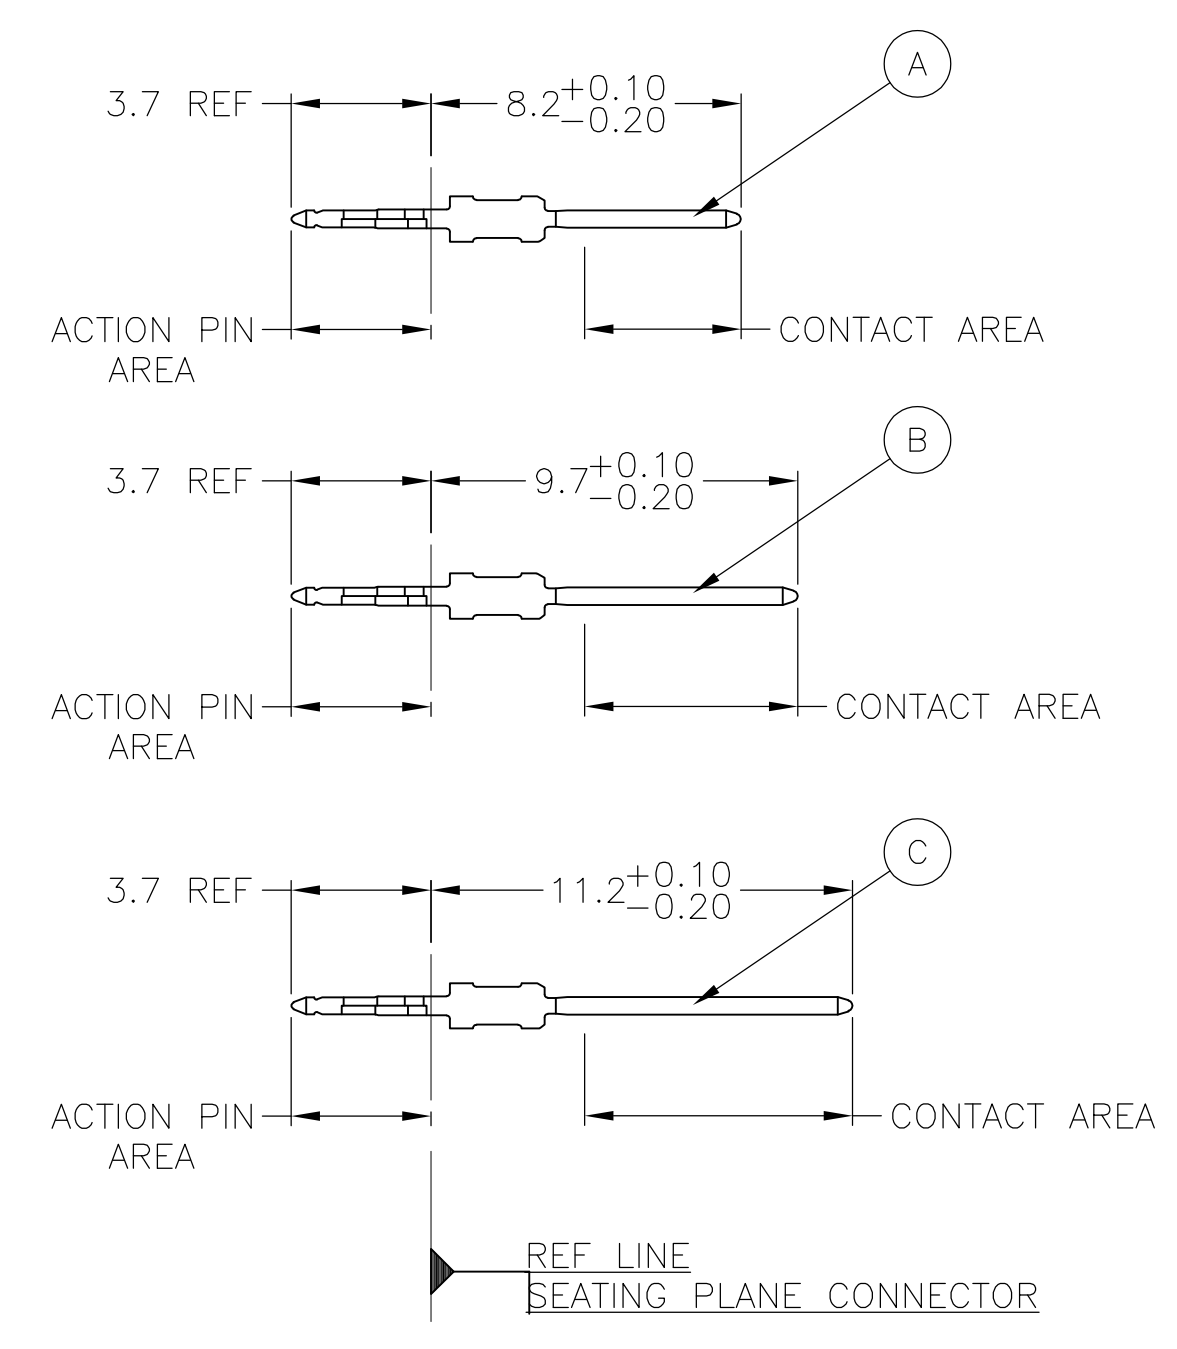 A
3.7 REF
8.2 +0.10
-0.20
ACTION PIN
AREA
CONTACT AREA
B
3.7 REF
9.7 +0.10
-0.20
ACTION PIN
AREA
CONTACT AREA
C
3.7 REF
11.2 +0.10
-0.20
ACTION PIN
AREA
CONTACT AREA
REF LINE
SEATING PLANE CONNECTOR